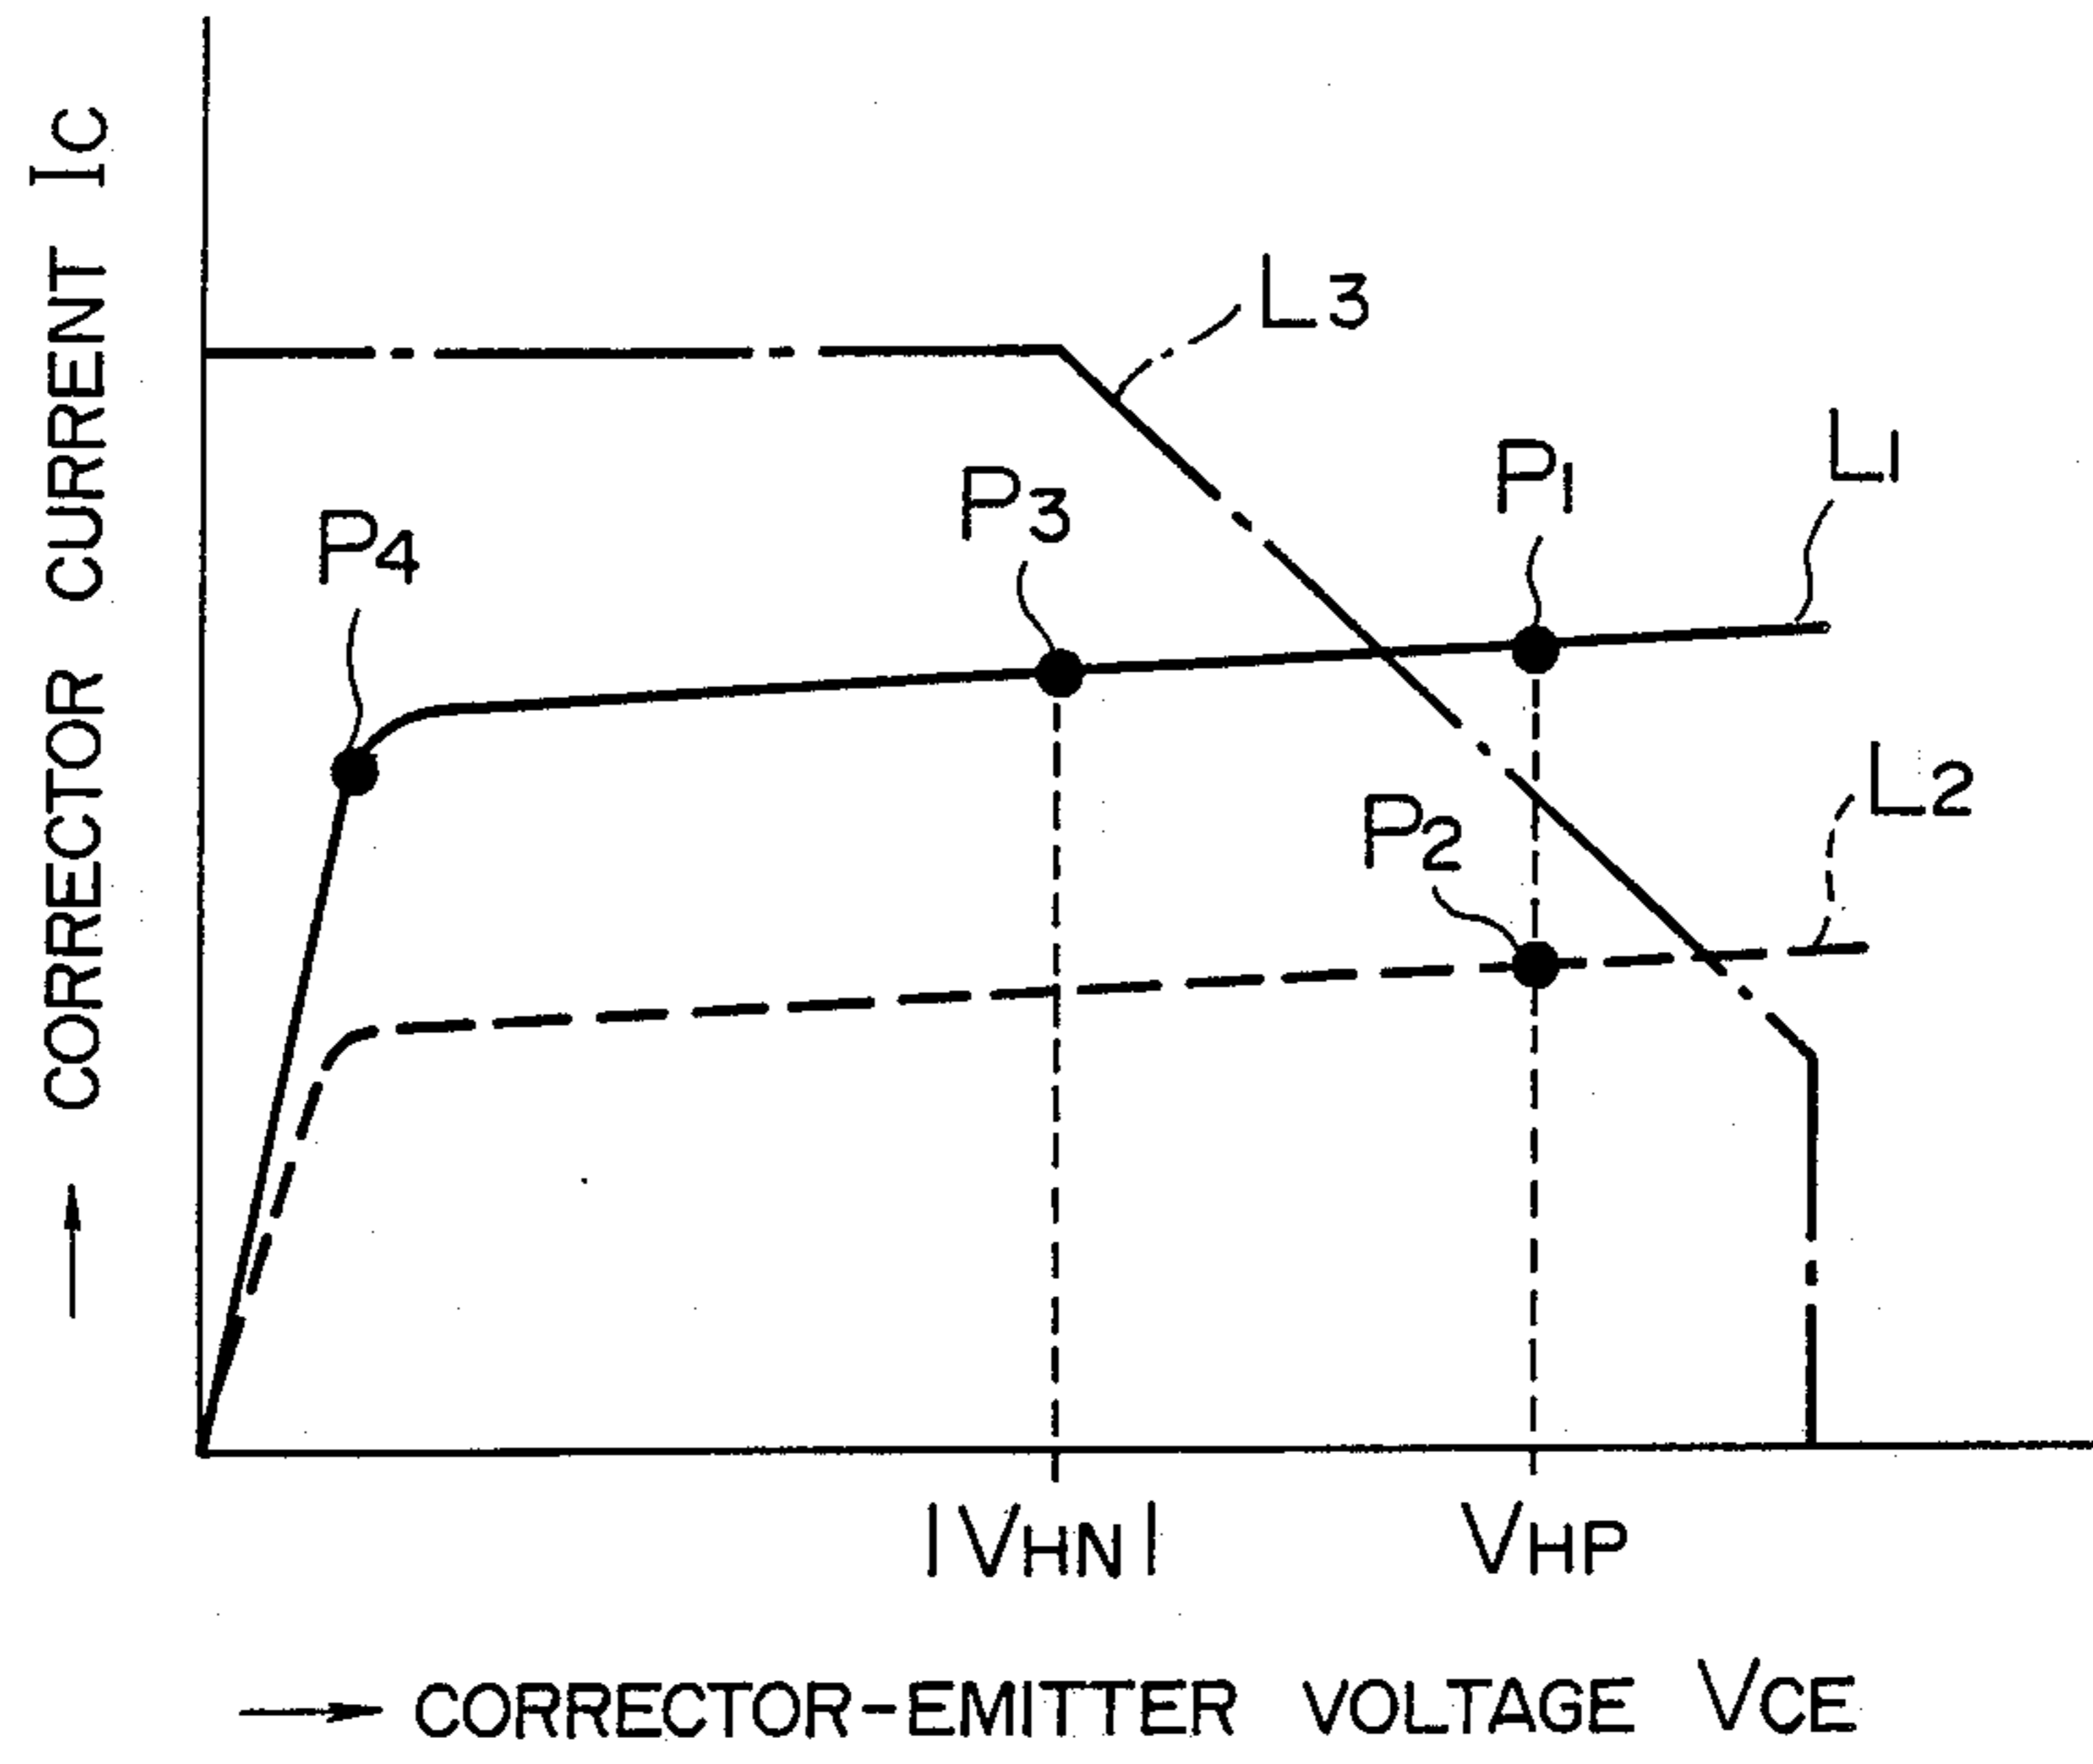 CORRECTOR CURRENT IC
L3
L1
P1
P3
P4
L2
P2
|VHN|
VHP
CORRECTOR-EMITTER VOLTAGE VCE